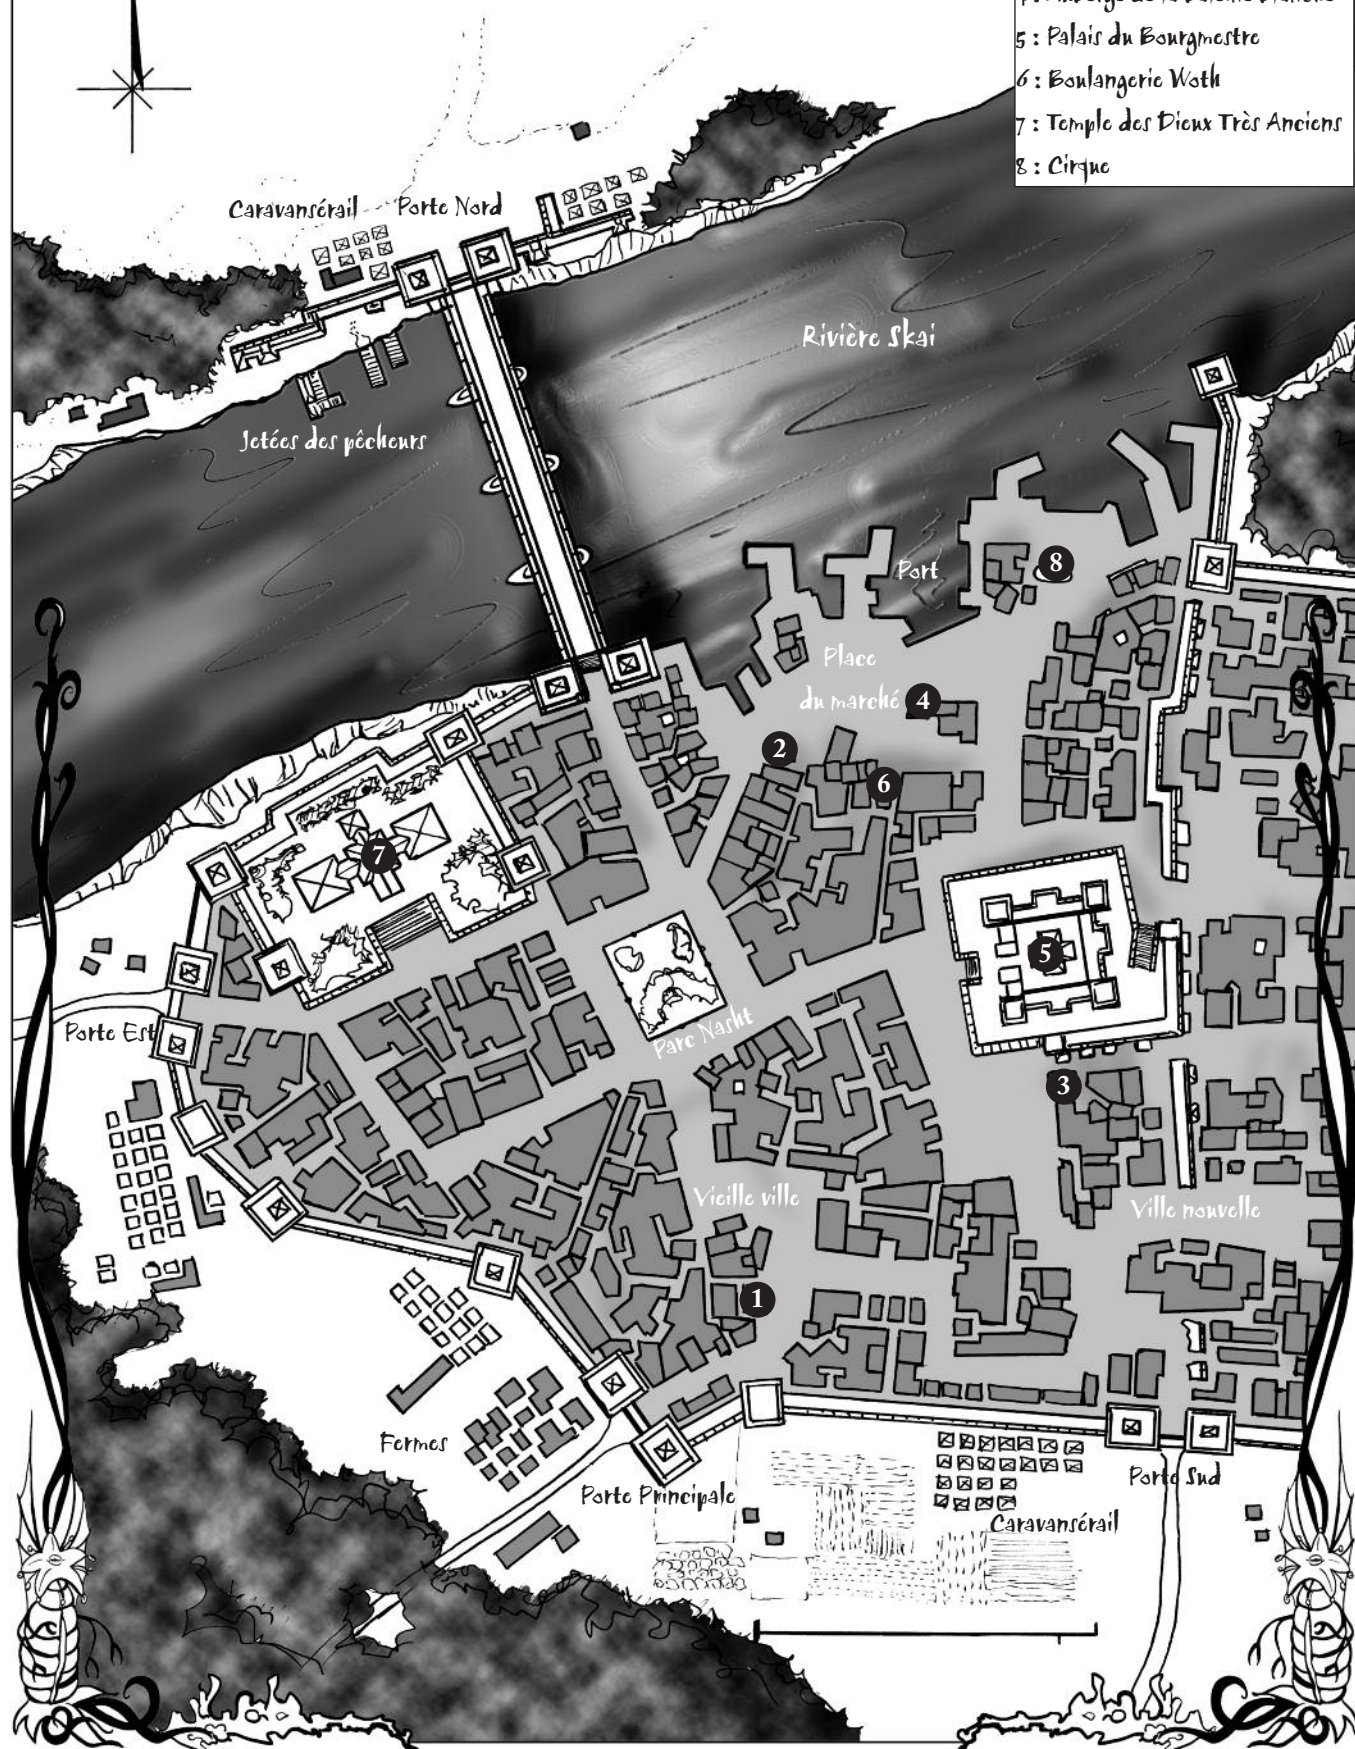 5 : Palais du Bourgmestre
6 : Boulangerie Woth
7 : Temple des Dieux Très Anciens
8 : Cirque
Caravansérail
Porte Nord
Rivière Skai
Jetées des pêcheurs
Port
8
Place
du marché
4
2
6
7
5
Porte Est
Parc Nasht
3
Vieille ville
Ville nouvelle
1
Fermes
Porte Principale
Porte Sud
Caravansérail